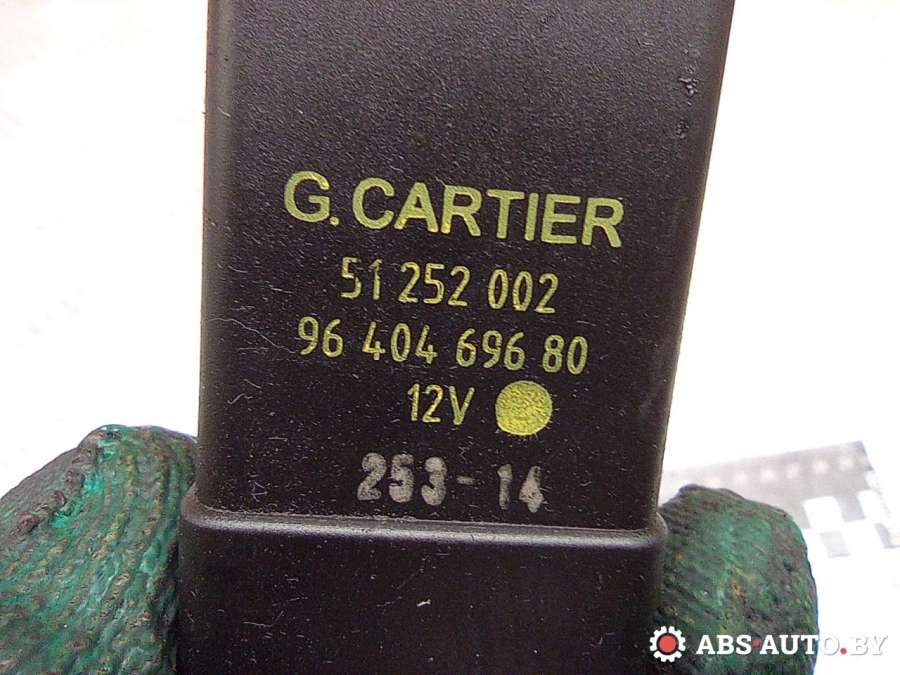 G. CARTIER
51 252 002
96 404 696 80
12V
253-14
ABS-AUTO.BY